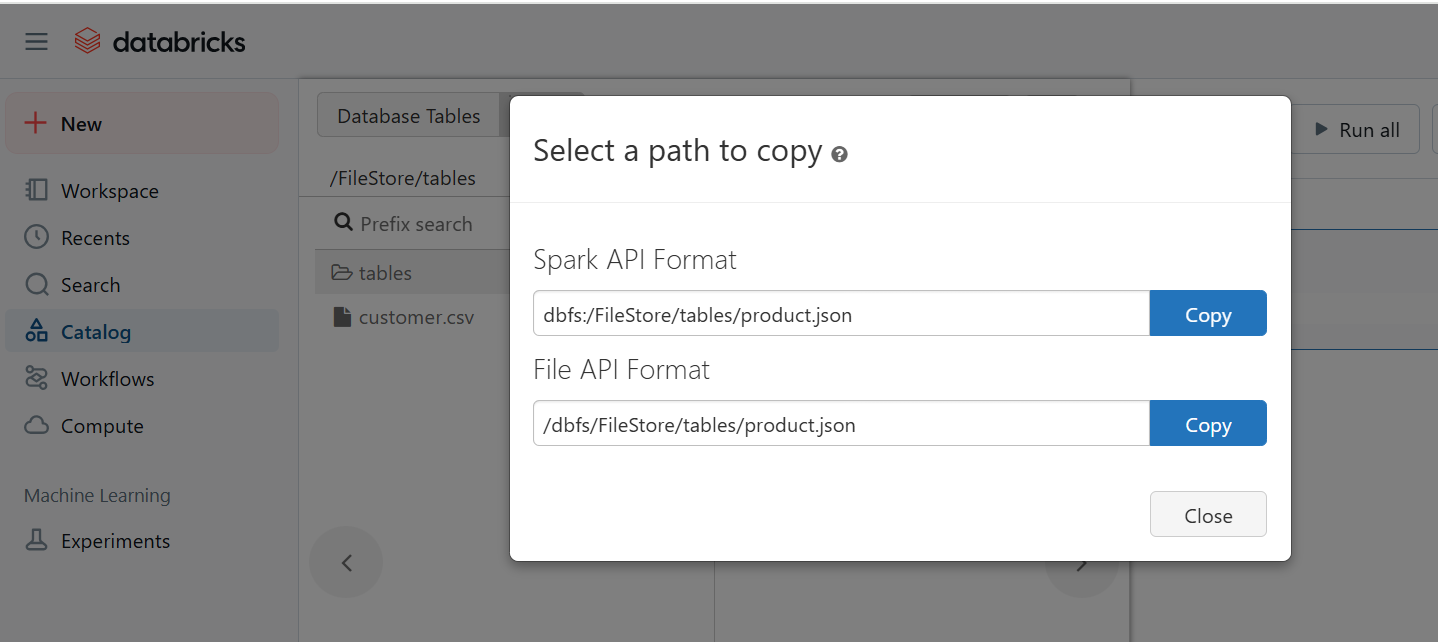 databricks
New
Workspace
Recents
Search
Catalog
Workflows
Compute
Machine Learning
Experiments
Database Tables
/FileStore/tables
Prefix search
tables
customer.csv
Run all
Select a path to copy ?
Spark API Format
dbfs:/FileStore/tables/product.json
Copy
File API Format
/dbfs/FileStore/tables/product.json
Copy
Close